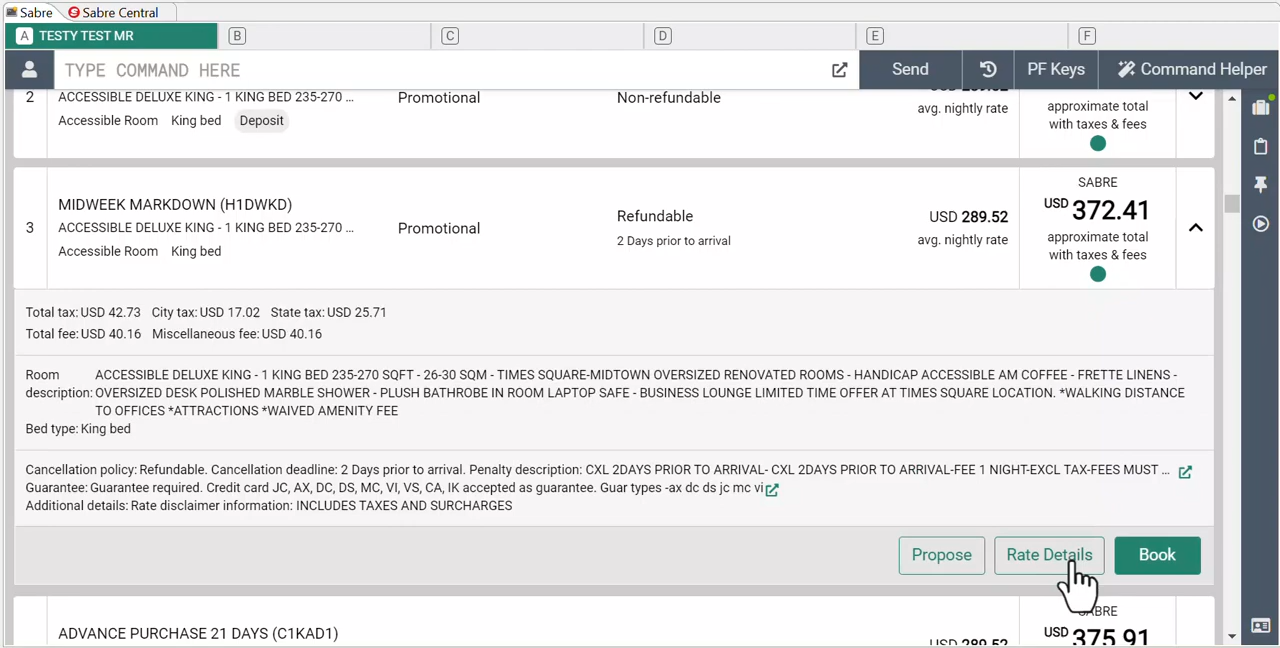 Sabre
Sabre Central
A TESTY TEST MR
B
C
D
E
F
TYPE COMMAND HERE
Send
PF Keys
Command Helper
2
ACCESSIBLE DELUXE KING - 1 KING BED 235-270 ...
Accessible Room King bed Deposit
Promotional
Non-refundable
USD 289.52
avg. nightly rate
approximate total
with taxes & fees
3
MIDWEEK MARKDOWN (H1DWKD)
ACCESSIBLE DELUXE KING - 1 KING BED 235-270 ...
Accessible Room King bed
Promotional
Refundable
2 Days prior to arrival
USD 289.52
avg. nightly rate
SABRE
USD 372.41
approximate total
with taxes & fees
Total tax: USD 42.73 City tax: USD 17.02 State tax: USD 25.71
Total fee: USD 40.16 Miscellaneous fee: USD 40.16
Room description: ACCESSIBLE DELUXE KING - 1 KING BED 235-270 SQFT - 26-30 SQM - TIMES SQUARE-MIDTOWN OVERSIZED RENOVATED ROOMS - HANDICAP ACCESSIBLE AM COFFEE - FRETTE LINENS -
OVERSIZED DESK POLISHED MARBLE SHOWER - PLUSH BATHROBE IN ROOM LAPTOP SAFE - BUSINESS LOUNGE LIMITED TIME OFFER AT TIMES SQUARE LOCATION. *WALKING DISTANCE
TO OFFICES *ATTRACTIONS *WAIVED AMENITY FEE
Bed type: King bed
Cancellation policy: Refundable. Cancellation deadline: 2 Days prior to arrival. Penalty description: CXL 2DAYS PRIOR TO ARRIVAL- CXL 2DAYS PRIOR TO ARRIVAL-FEE 1 NIGHT-EXCL TAX-FEES MUST ...
Guarantee: Guarantee required. Credit card JC, AX, DC, DS, MC, VI, VS, CA, IK accepted as guarantee. Guar types -ax dc ds jc mc vi
Additional details: Rate disclaimer information: INCLUDES TAXES AND SURCHARGES
Propose
Rate Details
Book
ADVANCE PURCHASE 21 DAYS (C1KAD1)
USD 289.52
SABRE
USD 375.91